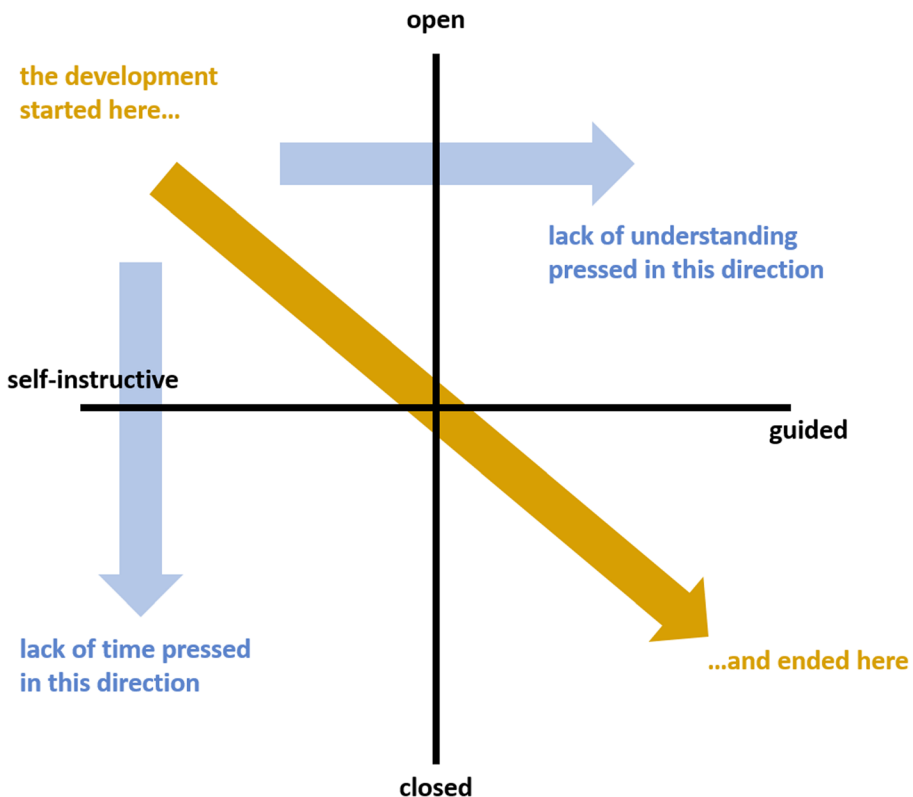 open
the development
started here...
lack of understanding
pressed in this direction
self-instructive
guided
lack of time pressed
in this direction
...and ended here
closed